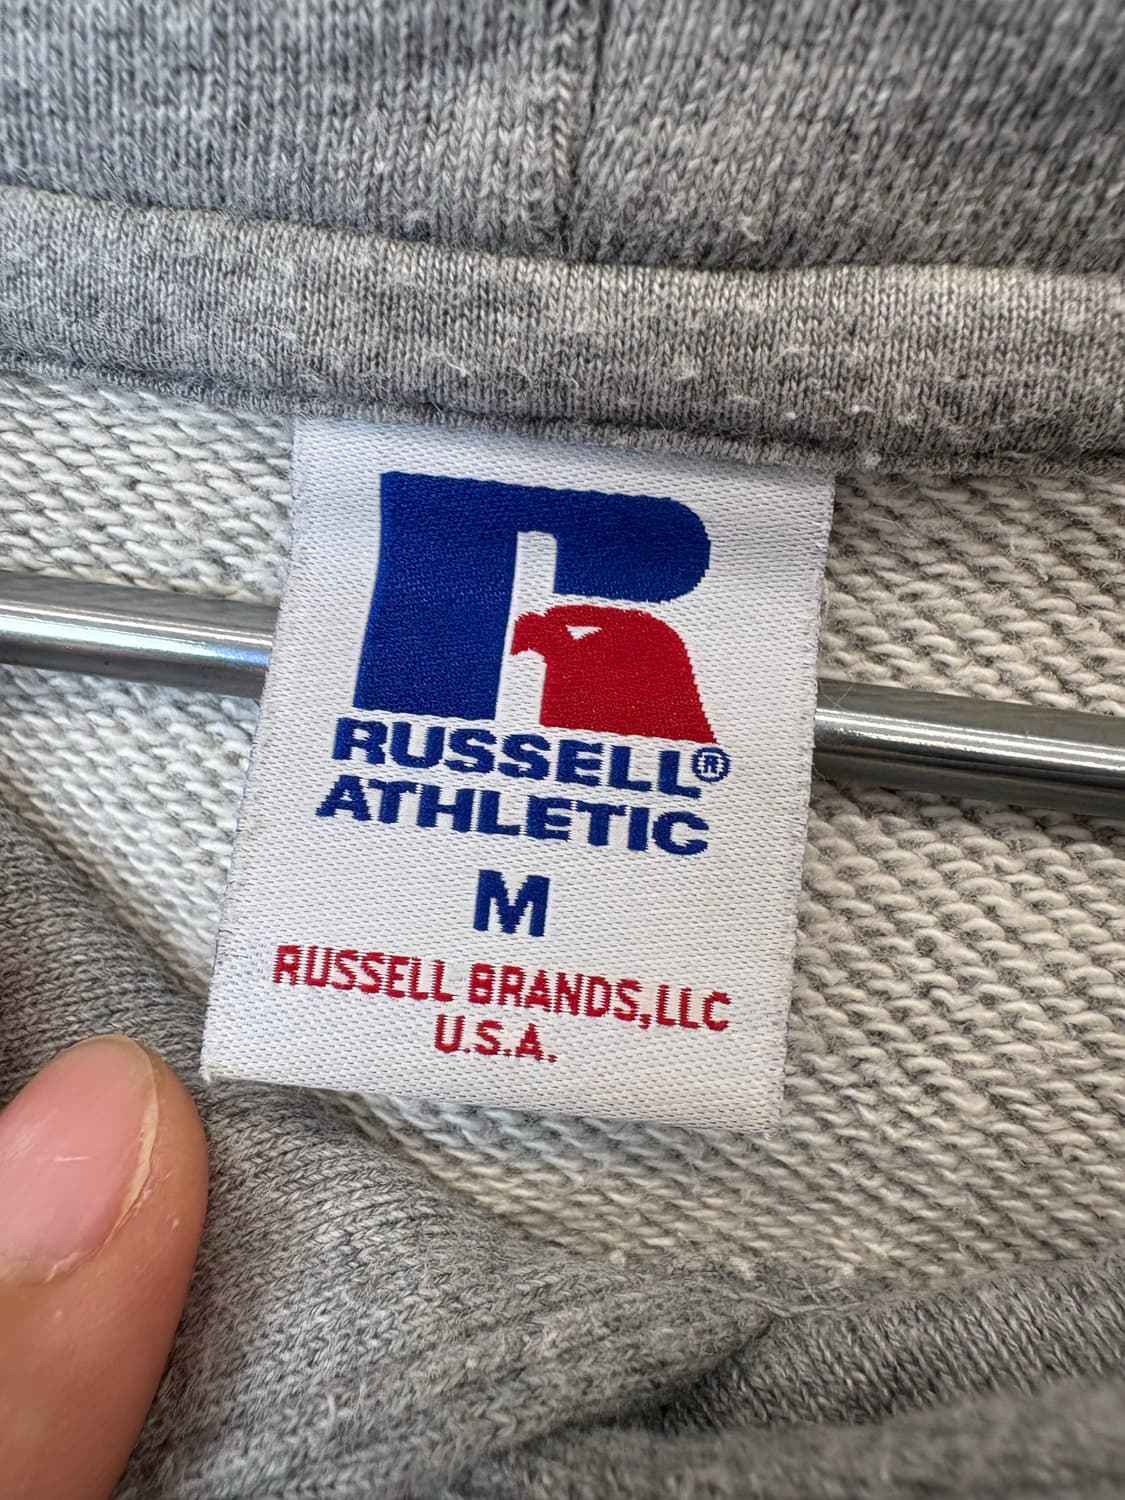 RUSSELL®
ATHLETIC
M
RUSSELL BRANDS,LLC
U.S.A.